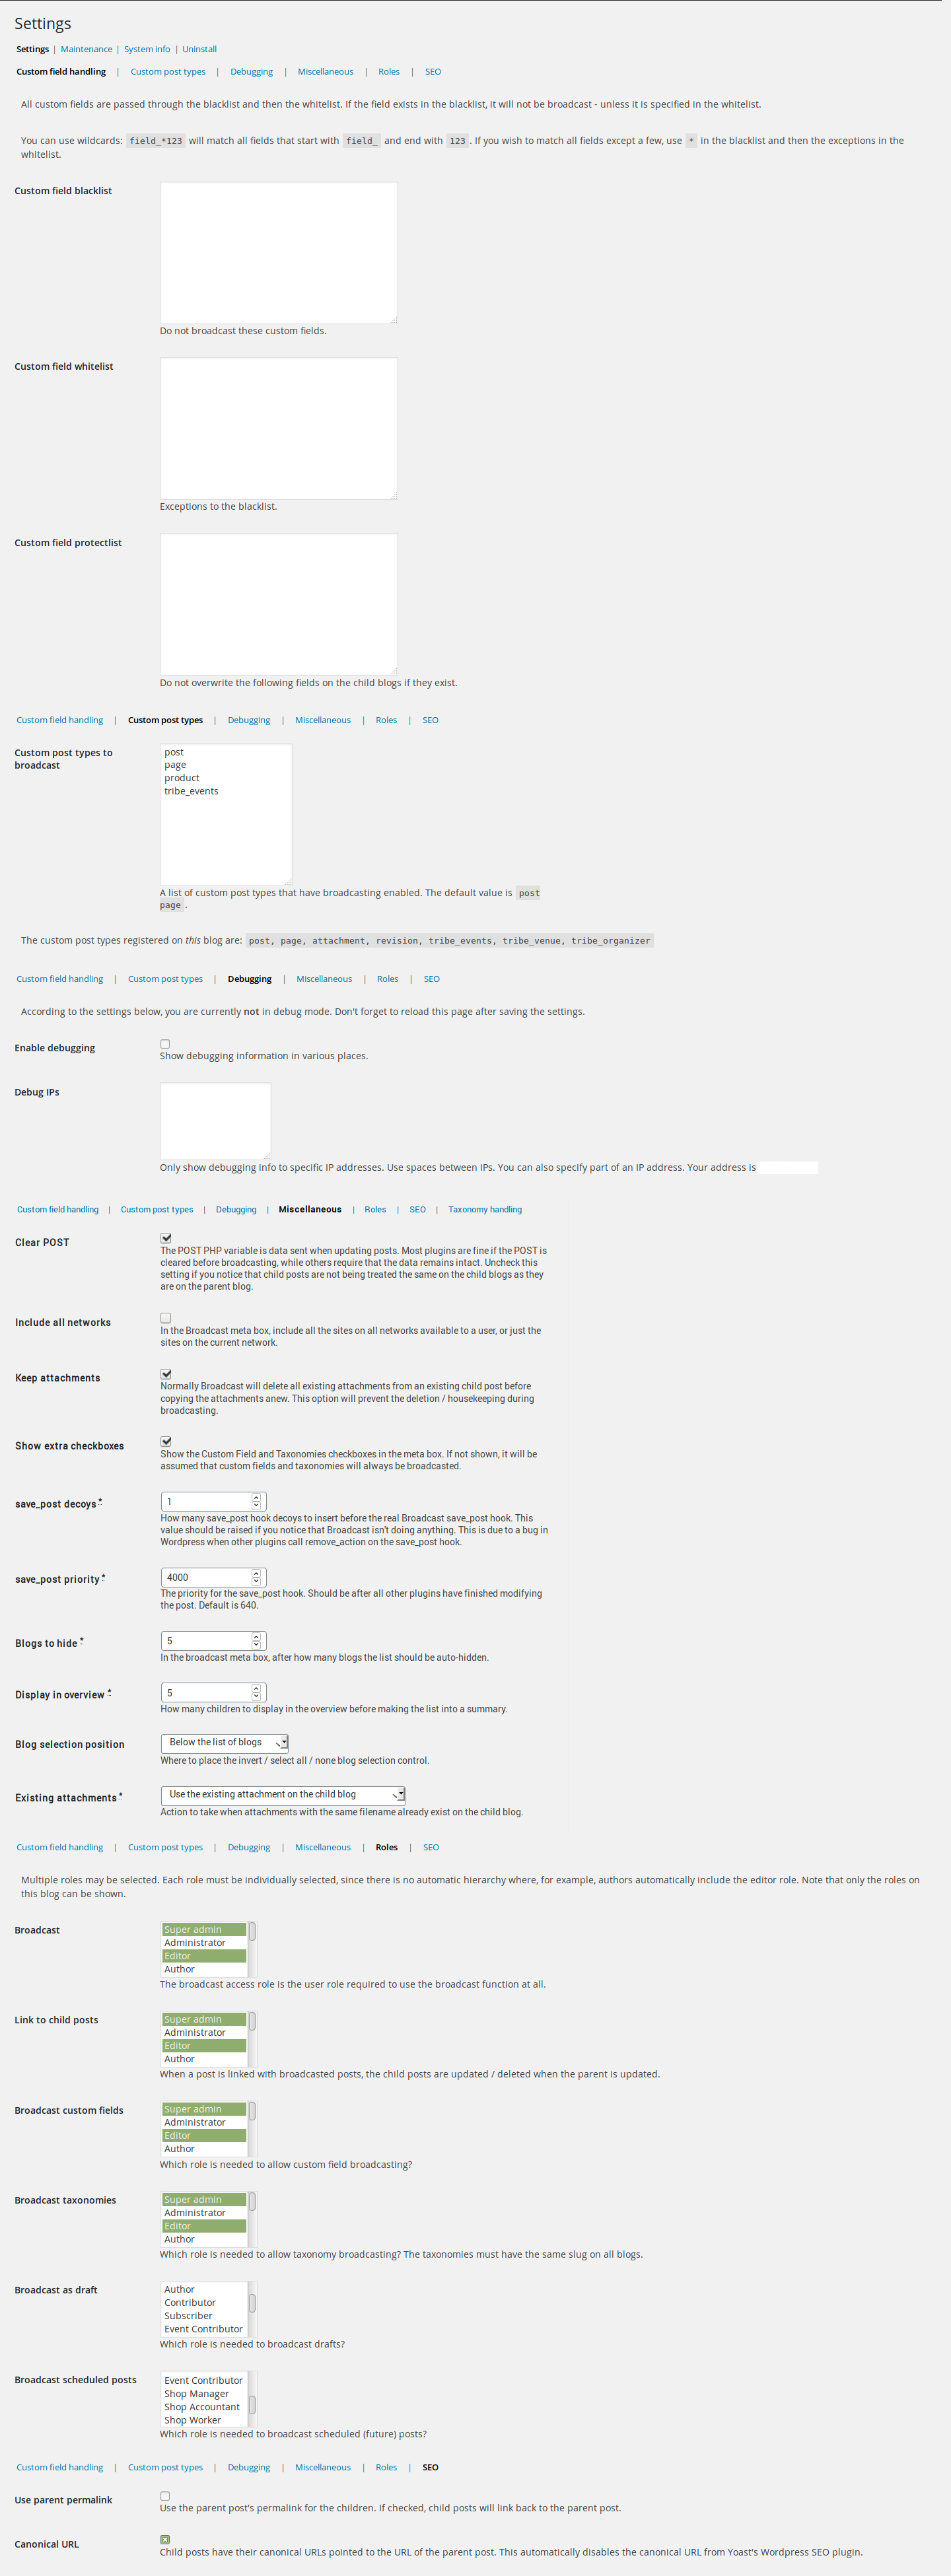 Settings
Settings | Maintenance | System info | Uninstall
Custom field handling | Custom post types | Debugging | Miscellaneous | Roles | SEO
All custom fields are passed through the blacklist and then the whitelist. If the field exists in the blacklist, it will not be broadcast - unless it is specified in the whitelist.
You can use wildcards: field_*123 will match all fields that start with field_ and end with 123 . If you wish to match all fields except a few, use * in the blacklist and then the exceptions in the
whitelist.
Custom field blacklist
Do not broadcast these custom fields.
Custom field whitelist
Exceptions to the blacklist.
Custom field protectlist
Do not overwrite the following fields on the child blogs if they exist.
Custom field handling | Custom post types | Debugging | Miscellaneous | Roles | SEO
Custom post types to
broadcast
post
page
product
tribe_events
A list of custom post types that have broadcasting enabled. The default value is post
page .
The custom post types registered on this blog are: post, page, attachment, revision, tribe_events, tribe_venue, tribe_organizer
Custom field handling | Custom post types | Debugging | Miscellaneous | Roles | SEO
According to the settings below, you are currently not in debug mode. Don't forget to reload this page after saving the settings.
Enable debugging
Show debugging information in various places.
Debug IPs
Only show debugging info to specific IP addresses. Use spaces between IPs. You can also specify part of an IP address. Your address is
Custom field handling | Custom post types | Debugging | Miscellaneous | Roles | SEO | Taxonomy handling
Clear POST
The POST PHP variable is data sent when updating posts. Most plugins are fine if the POST is
cleared before broadcasting, while others require that the data remains intact. Uncheck this
setting if you notice that child posts are not being treated the same on the child blogs as they
are on the parent blog.
Include all networks
In the Broadcast meta box, include all the sites on all networks available to a user, or just the
sites on the current network.
Keep attachments
Normally Broadcast will delete all existing attachments from an existing child post before
copying the attachments anew. This option will prevent the deletion / housekeeping during
broadcasting.
Show extra checkboxes
Show the Custom Field and Taxonomies checkboxes in the meta box. If not shown, it will be
assumed that custom fields and taxonomies will always be broadcasted.
save_post decoys *
1
How many save_post hook decoys to insert before the real Broadcast save_post hook. This
value should be raised if you notice that Broadcast isn't doing anything. This is due to a bug in
Wordpress when other plugins call remove_action on the save_post hook.
save_post priority *
4000
The priority for the save_post hook. Should be after all other plugins have finished modifying
the post. Default is 640.
Blogs to hide *
5
In the broadcast meta box, after how many blogs the list should be auto-hidden.
Display in overview *
5
How many children to display in the overview before making the list into a summary.
Blog selection position
Below the list of blogs
Where to place the invert / select all / none blog selection control.
Existing attachments *
Use the existing attachment on the child blog
Action to take when attachments with the same filename already exist on the child blog.
Custom field handling | Custom post types | Debugging | Miscellaneous | Roles | SEO
Multiple roles may be selected. Each role must be individually selected, since there is no automatic hierarchy where, for example, authors automatically include the editor role. Note that only the roles on
this blog can be shown.
Broadcast
Super admin
Administrator
Editor
Author
The broadcast access role is the user role required to use the broadcast function at all.
Link to child posts
Super admin
Administrator
Editor
Author
When a post is linked with broadcasted posts, the child posts are updated / deleted when the parent is updated.
Broadcast custom fields
Super admin
Administrator
Editor
Author
Which role is needed to allow custom field broadcasting?
Broadcast taxonomies
Super admin
Administrator
Editor
Author
Which role is needed to allow taxonomy broadcasting? The taxonomies must have the same slug on all blogs.
Broadcast as draft
Author
Contributor
Subscriber
Event Contributor
Which role is needed to broadcast drafts?
Broadcast scheduled posts
Event Contributor
Shop Manager
Shop Accountant
Shop Worker
Which role is needed to broadcast scheduled (future) posts?
Custom field handling | Custom post types | Debugging | Miscellaneous | Roles | SEO
Use parent permalink
Use the parent post's permalink for the children. If checked, child posts will link back to the parent post.
Canonical URL
Child posts have their canonical URLs pointed to the URL of the parent post. This automatically disables the canonical URL from Yoast's Wordpress SEO plugin.